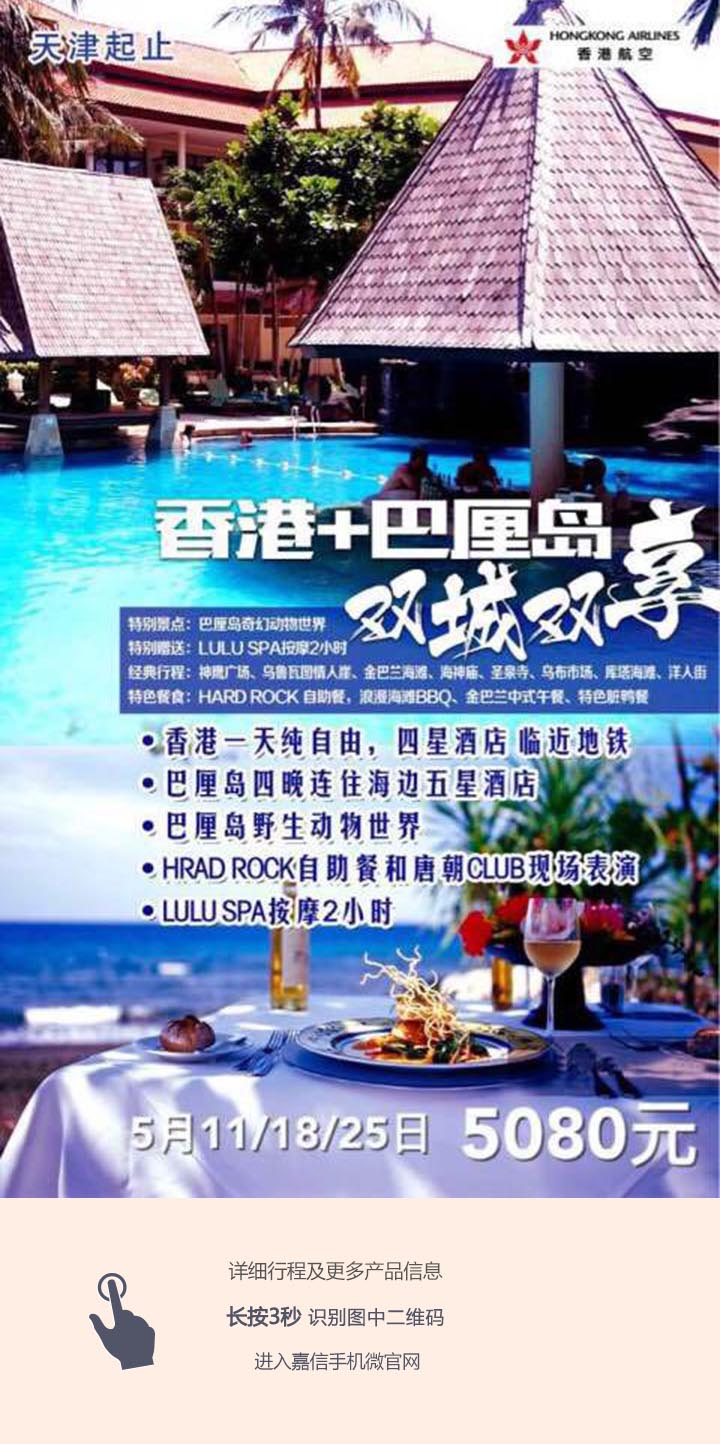 天津起止
HONGKONG AIRLINES
香港航空
香港+巴厘岛
双城双享
特别景点：巴厘岛奇幻动物世界
特别赠送：LULU SPA按摩2小时
经典行程：神鹰广场、乌鲁瓦图情人崖、金巴兰海滩、海神庙、圣泉寺、乌布市场、库塔海滩、洋人街
特色餐食：HARD ROCK 自助餐，浪漫海滩BBQ、金巴兰中式午餐、特色脏鸭餐
•香港一天纯自由，四星酒店 临近地铁
•巴厘岛四晚连住海边五星酒店
•巴厘岛野生动物世界
•HRAD ROCK自助餐和唐朝CLUB现场表演
•LULU SPA按摩2小时
5月11/18/25日 5080元
详细行程及更多产品信息
长按3秒 识别图中二维码
进入嘉信手机微官网